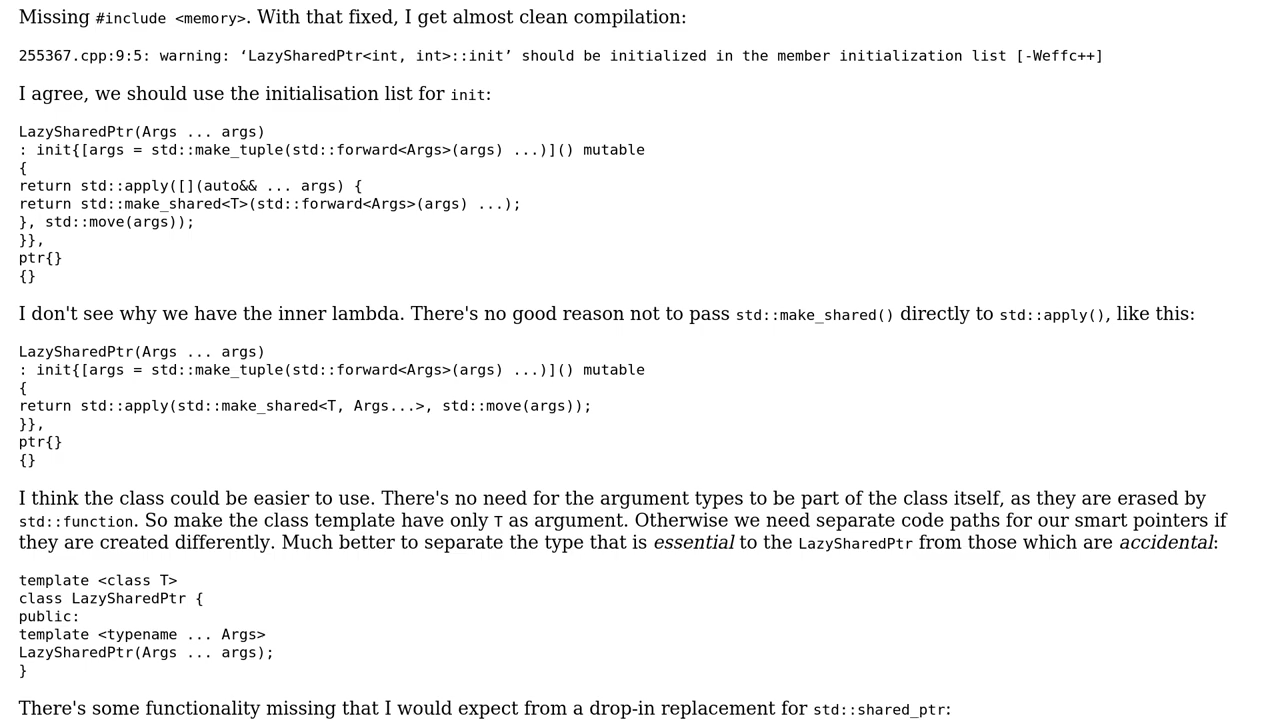 Missing #include <memory>. With that fixed, I get almost clean compilation:
255367.cpp:9:5: warning: ‘LazySharedPtr<int, int>::init’ should be initialized in the member initialization list [-Weffc++]
I agree, we should use the initialisation list for init:
LazySharedPtr(Args ... args)
: init{[args = std::make_tuple(std::forward<Args>(args) ...)]() mutable
{
return std::apply([](auto&& ... args) {
return std::make_shared<T>(std::forward<Args>(args) ...);
}, std::move(args));
}},
ptr{}
{}
I don't see why we have the inner lambda. There's no good reason not to pass std::make_shared() directly to std::apply(), like this:
LazySharedPtr(Args ... args)
: init{[args = std::make_tuple(std::forward<Args>(args) ...)]() mutable
{
return std::apply(std::make_shared<T, Args...>, std::move(args));
}},
ptr{}
{}
I think the class could be easier to use. There's no need for the argument types to be part of the class itself, as they are erased by
std::function. So make the class template have only T as argument. Otherwise we need separate code paths for our smart pointers if
they are created differently. Much better to separate the type that is essential to the LazySharedPtr from those which are accidental:
template <class T>
class LazySharedPtr {
public:
template <typename ... Args>
LazySharedPtr(Args ... args);
}
There's some functionality missing that I would expect from a drop-in replacement for std::shared_ptr: